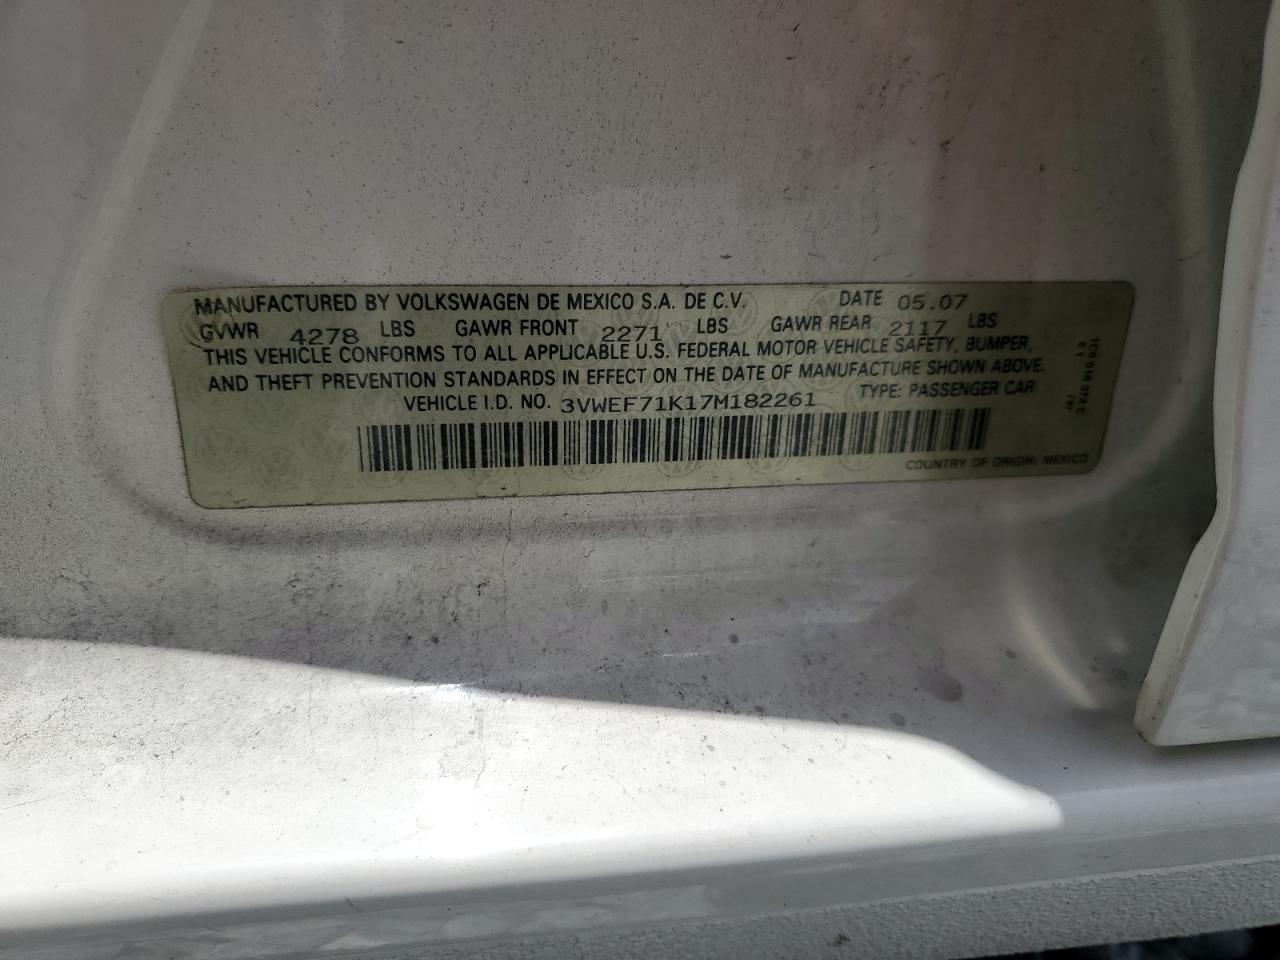 MANUFACTURED BY VOLKSWAGEN DE MEXICO S.A. DE C.V. DATE 05.07
GVWR 4278 LBS GAWR FRONT 2271 LBS GAWR REAR 2117 LBS
THIS VEHICLE CONFORMS TO ALL APPLICABLE U.S. FEDERAL MOTOR VEHICLE SAFETY, BUMPER,
AND THEFT PREVENTION STANDARDS IN EFFECT ON THE DATE OF MANUFACTURE SHOWN ABOVE.
VEHICLE I.D. NO. 3VWEF71K17M182261 TYPE: PASSENGER CAR
COUNTRY OF ORIGIN: MEXICO